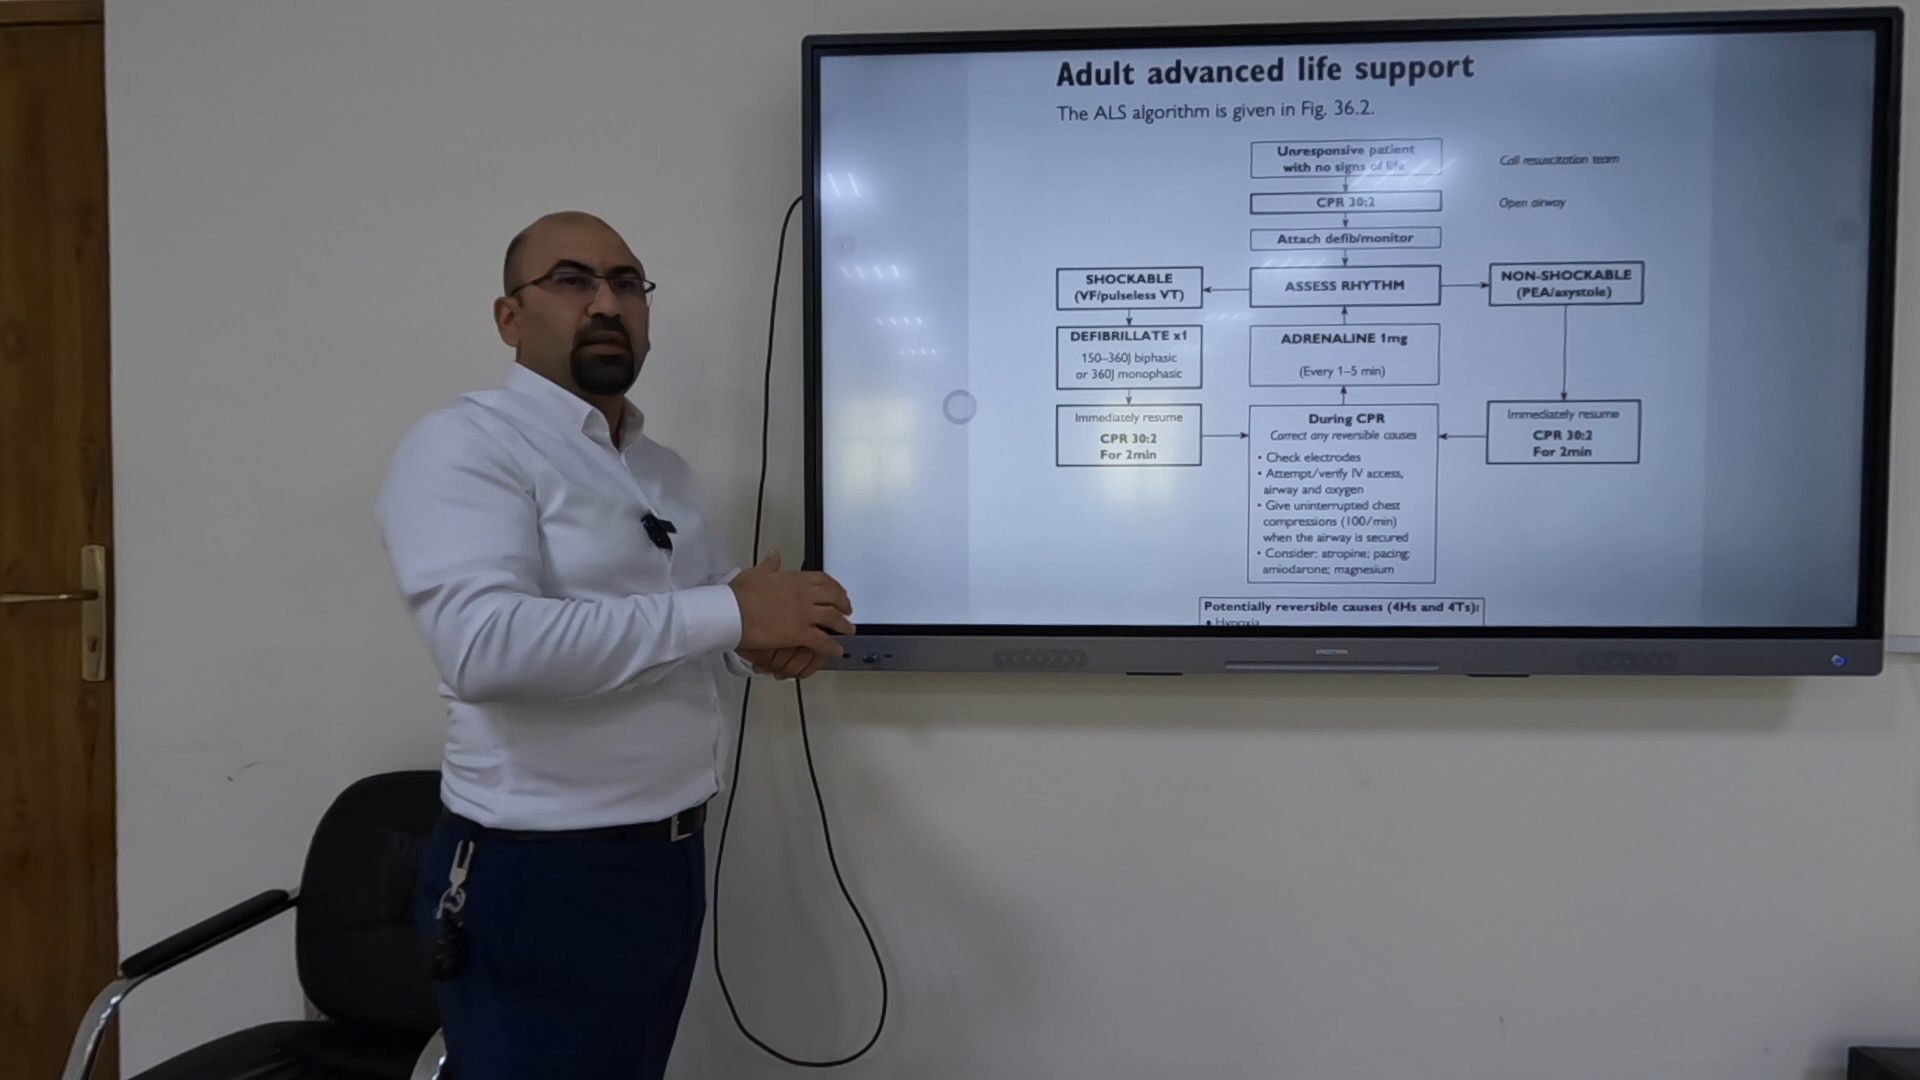 Adult advanced life support
The ALS algorithm is given in Fig. 36.2.
Unresponsive patient
with no signs of life
Call resuscitation team
CPR 30:2
Open airway
Attach defib/monitor
SHOCKABLE
(VF/pulseless VT)
ASSESS RHYTHM
NON-SHOCKABLE
(PEA/asystole)
DEFIBRILLATE x1
150–360J biphasic
or 360J monophasic
ADRENALINE 1mg
(Every 1–5 min)
Immediately resume
CPR 30:2
For 2min
During CPR
Correct any reversible causes
• Check electrodes
• Attempt/verify IV access,
airway and oxygen
• Give uninterrupted chest
compressions (100/min)
when the airway is secured
• Consider: atropine; pacing;
amiodarone; magnesium
Immediately resume
CPR 30:2
For 2min
Potentially reversible causes (4Hs and 4Ts):
• Hypoxia